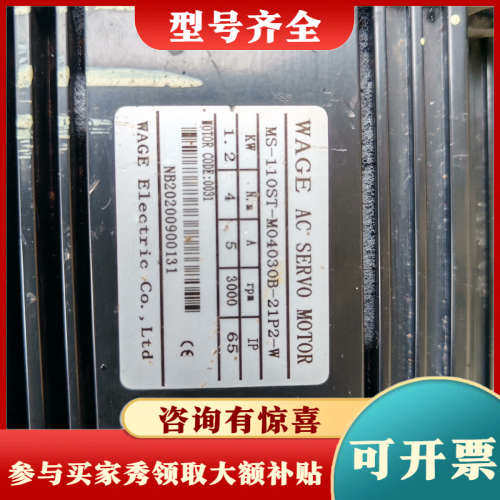 型号齐全
WAGE AC SERVO MOTOR
MS-110ST-M04030B-21P2-W
KW N.m A rpm IP
1.2 4 5 3000 65
MOTOR CODE:0031
NB20200900131
WAGE Electric Co.,Ltd
CE
咨询有惊喜
参与买家秀领取大额补贴
可开票